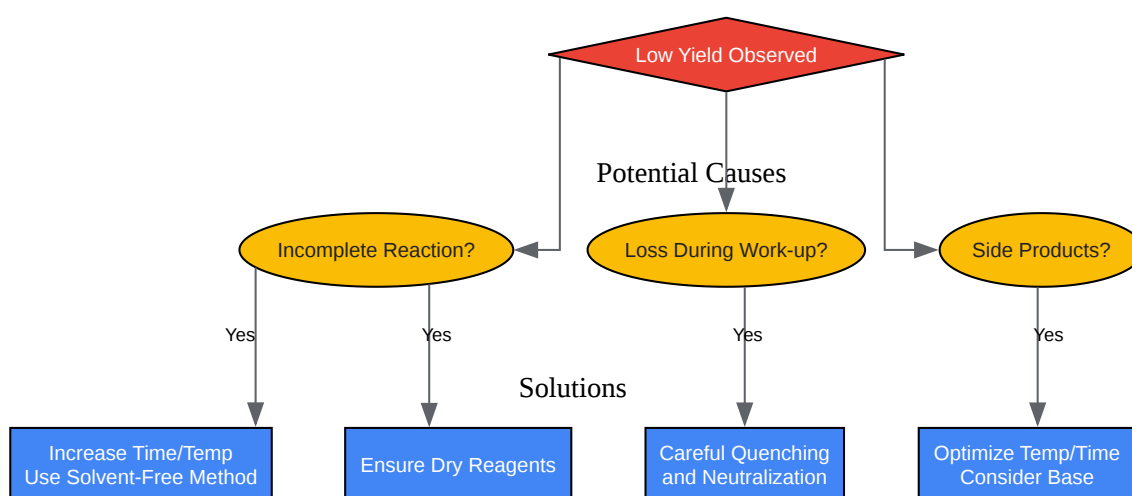 Low Yield Observed
Potential Causes
Incomplete Reaction?
Loss During Work-up?
Side Products?
Yes
Yes
Yes
Yes
Solutions
Increase Time/Temp
Use Solvent-Free Method
Ensure Dry Reagents
Careful Quenching
and Neutralization
Optimize Temp/Time
Consider Base